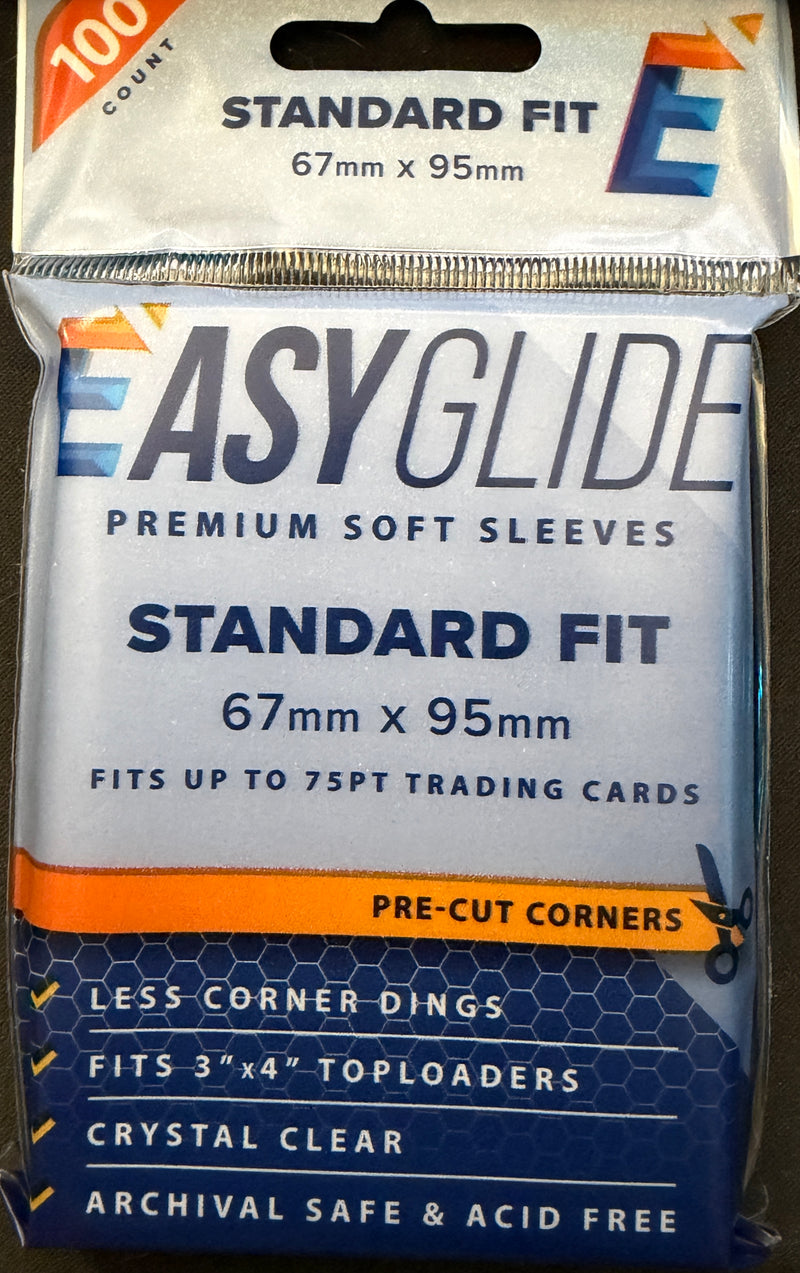 100
COUNT
STANDARD FIT
67mm x 95mm
E
EASYGLIDE
PREMIUM SOFT SLEEVES
STANDARD FIT
67mm x 95mm
FITS UP TO 75PT TRADING CARDS
PRE-CUT CORNERS
LESS CORNER DINGS
FITS 3”x4” TOPLOADERS
CRYSTAL CLEAR
ARCHIVAL SAFE & ACID FREE